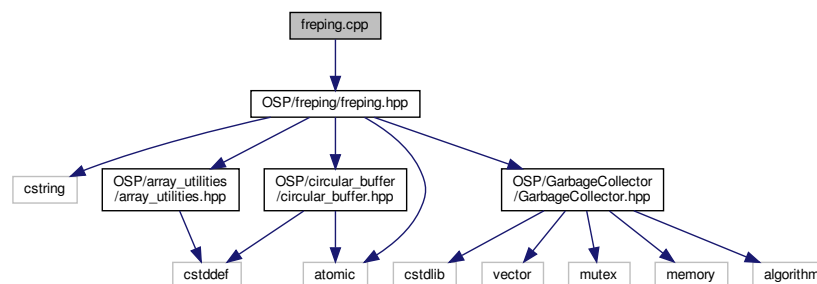 freping.cpp
OSP/freping/freping.hpp
cstring
OSP/array_utilities
/array_utilities.hpp
OSP/circular_buffer
/circular_buffer.hpp
OSP/GarbageCollector
/GarbageCollector.hpp
cstddef
atomic
cstdlib
vector
mutex
memory
algorithm